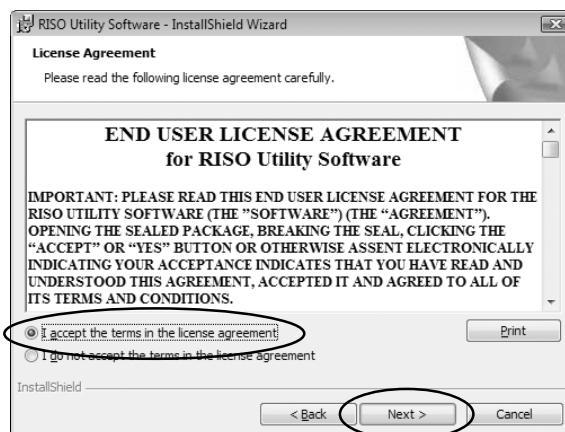 RISO Utility Software - InstallShield Wizard
License Agreement
Please read the following license agreement carefully.
END USER LICENSE AGREEMENT
for RISO Utility Software
IMPORTANT: PLEASE READ THIS END USER LICENSE AGREEMENT FOR THE
RISO UTILITY SOFTWARE (THE ”SOFTWARE”) (THE “AGREEMENT”).
OPENING THE SEALED PACKAGE, BREAKING THE SEAL, CLICKING THE
“ACCEPT” OR “YES” BUTTON OR OTHERWISE ASSENT ELECTRONICALLY
INDICATING YOUR ACCEPTANCE INDICATES THAT YOU HAVE READ AND
UNDERSTOOD THIS AGREEMENT, ACCEPTED IT AND AGREED TO ALL OF
ITS TERMS AND CONDITIONS.
I accept the terms in the license agreement
Print
I do not accept the terms in the license agreement
InstallShield
< Back Next > Cancel